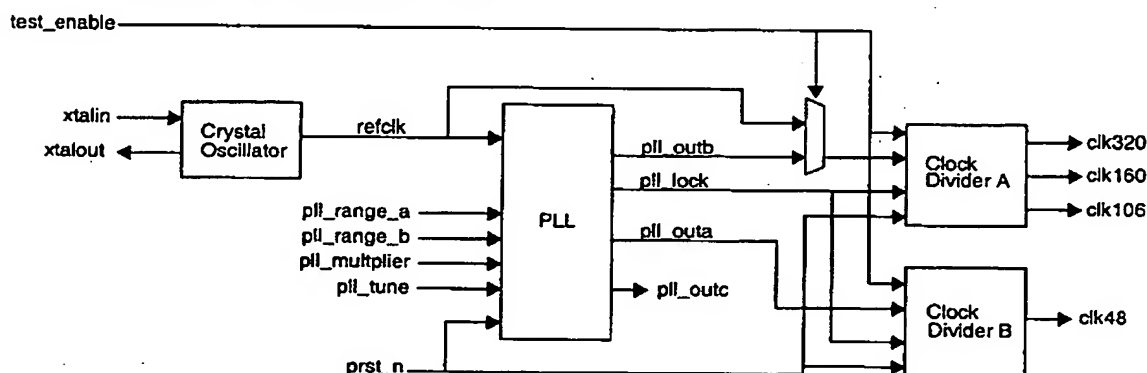 test_enable
xtalin
xtalout
Crystal
Oscillator
refclk
pll_range_a
pll_range_b
pll_multplier
pll_tune
prst_n
PLL
pll_outb
pll_lock
pll_outa
pll_outc
Clock
Divider A
clk320
clk160
clk106
Clock
Divider B
clk48